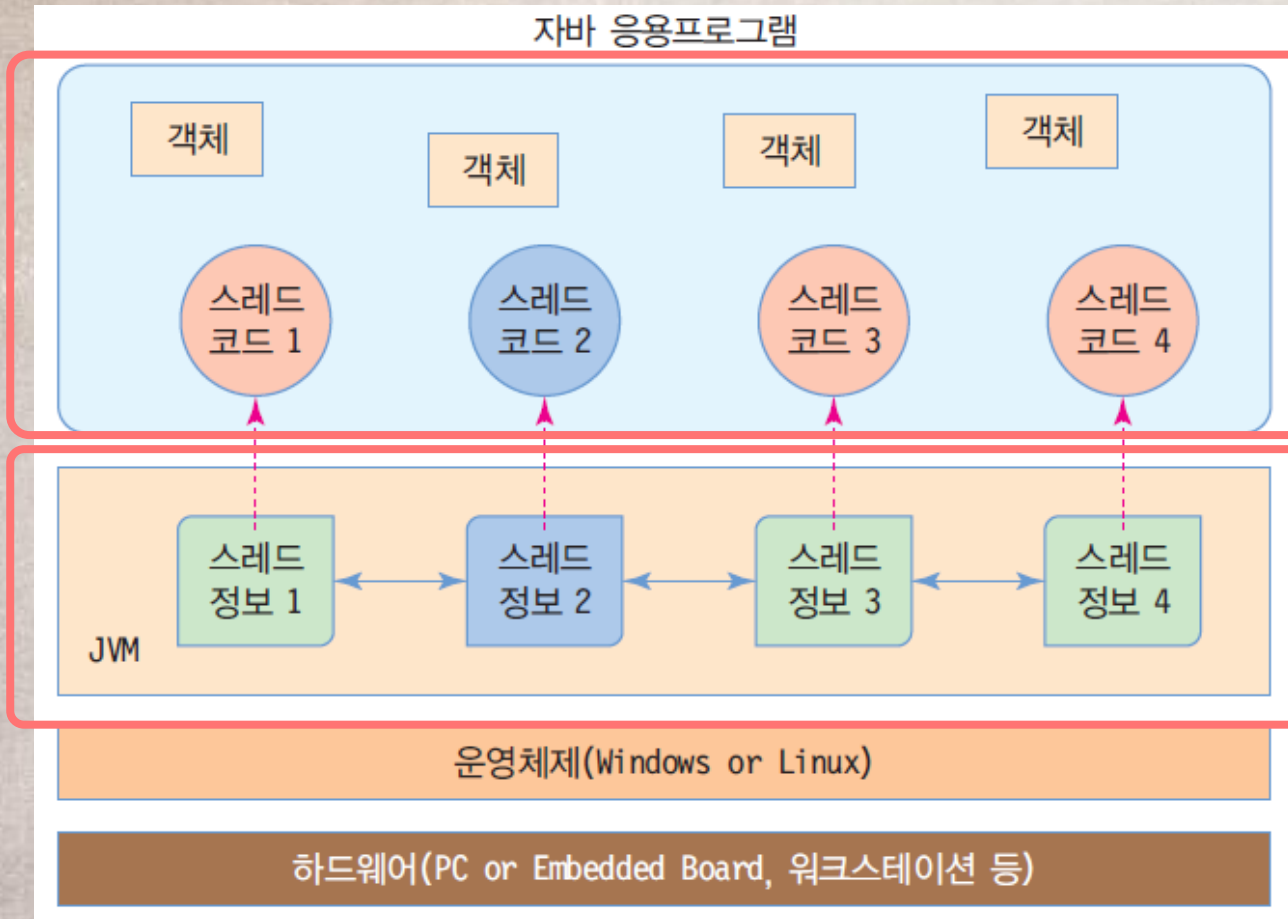 자바 응용프로그램
객체
객체
객체
객체
스레드
코드 1
스레드
코드 2
스레드
코드 3
스레드
코드 4
스레드
정보 1
스레드
정보 2
스레드
정보 3
스레드
정보 4
JVM
운영체제(Windows or Linux)
하드웨어(PC or Embedded Board, 워크스테이션 등)